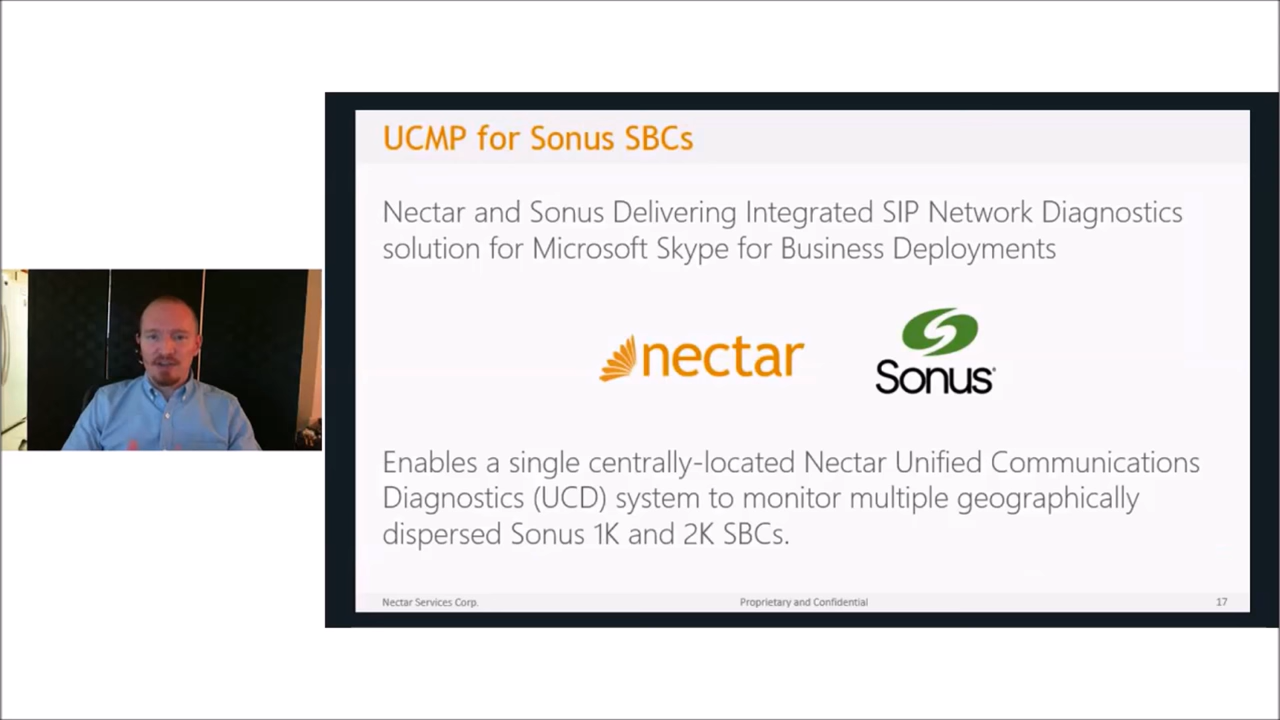 UCMP for Sonus SBCs
Nectar and Sonus Delivering Integrated SIP Network Diagnostics
solution for Microsoft Skype for Business Deployments
nectar
Sonus
Enables a single centrally-located Nectar Unified Communications
Diagnostics (UCD) system to monitor multiple geographically
dispersed Sonus 1K and 2K SBCs.
Nectar Services Corp.
Proprietary and Confidential
17